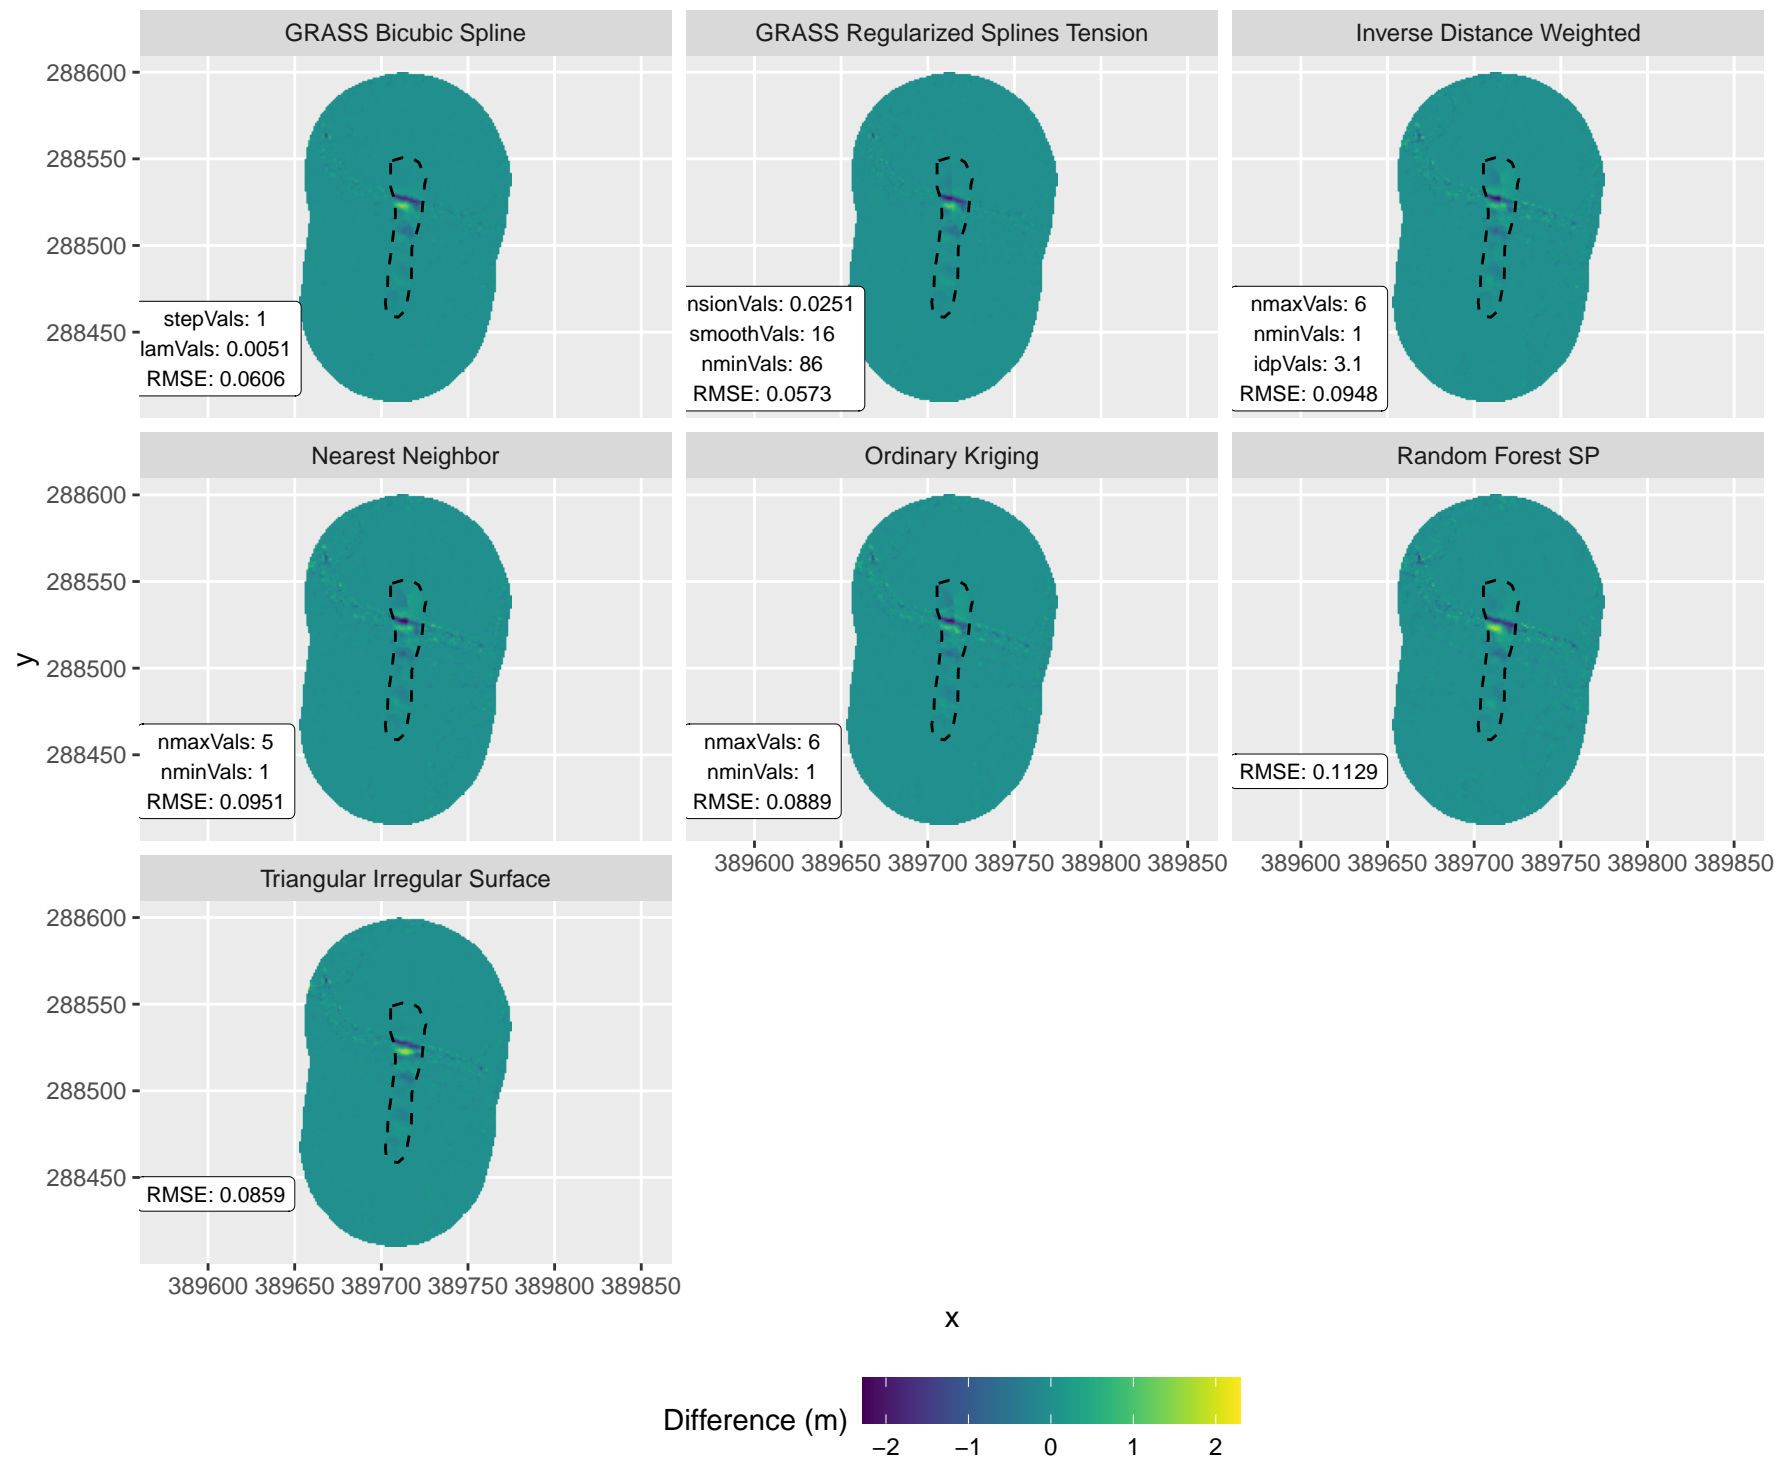 GRASS Bicubic Spline
GRASS Regularized Splines Tension
Inverse Distance Weighted
288600
288550
288500
288450
stepVals: 1
lamVals: 0.0051
RMSE: 0.0606
nsionVals: 0.0251
smoothVals: 16
nminVals: 86
RMSE: 0.0573
nmaxVals: 6
nminVals: 1
idpVals: 3.1
RMSE: 0.0948
Nearest Neighbor
Ordinary Kriging
Random Forest SP
288600
288550
288500
288450
y
nmaxVals: 5
nminVals: 1
RMSE: 0.0951
nmaxVals: 6
nminVals: 1
RMSE: 0.0889
RMSE: 0.1129
389600 389650 389700 389750 389800 389850
389600 389650 389700 389750 389800 389850
Triangular Irregular Surface
288600
288550
288500
288450
RMSE: 0.0859
389600 389650 389700 389750 389800 389850
x
Difference (m)
−2 −1 0 1 2